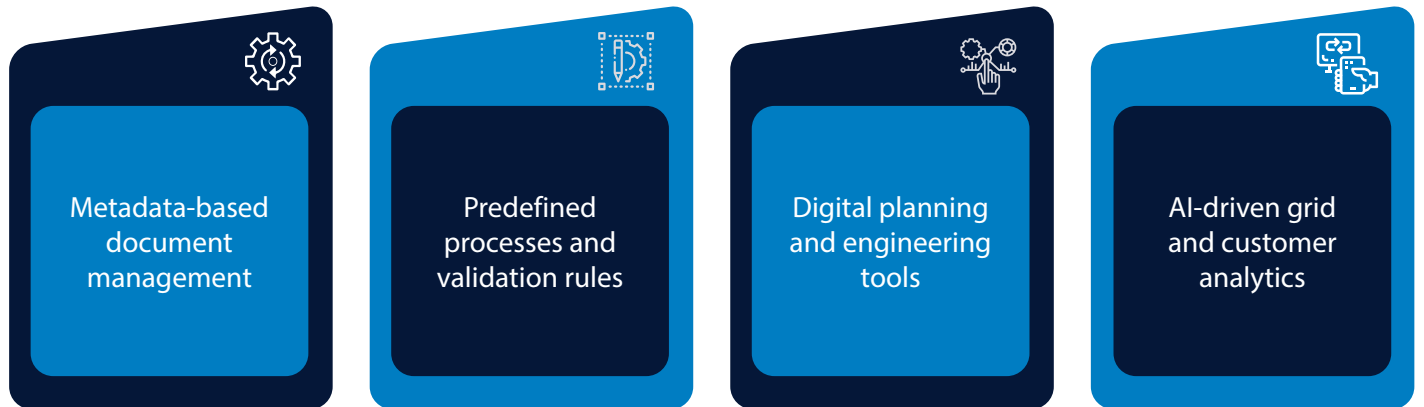 Metadata-based
document
management
Predefined
processes and
validation rules
Digital planning
and engineering
tools
AI-driven grid
and customer
analytics